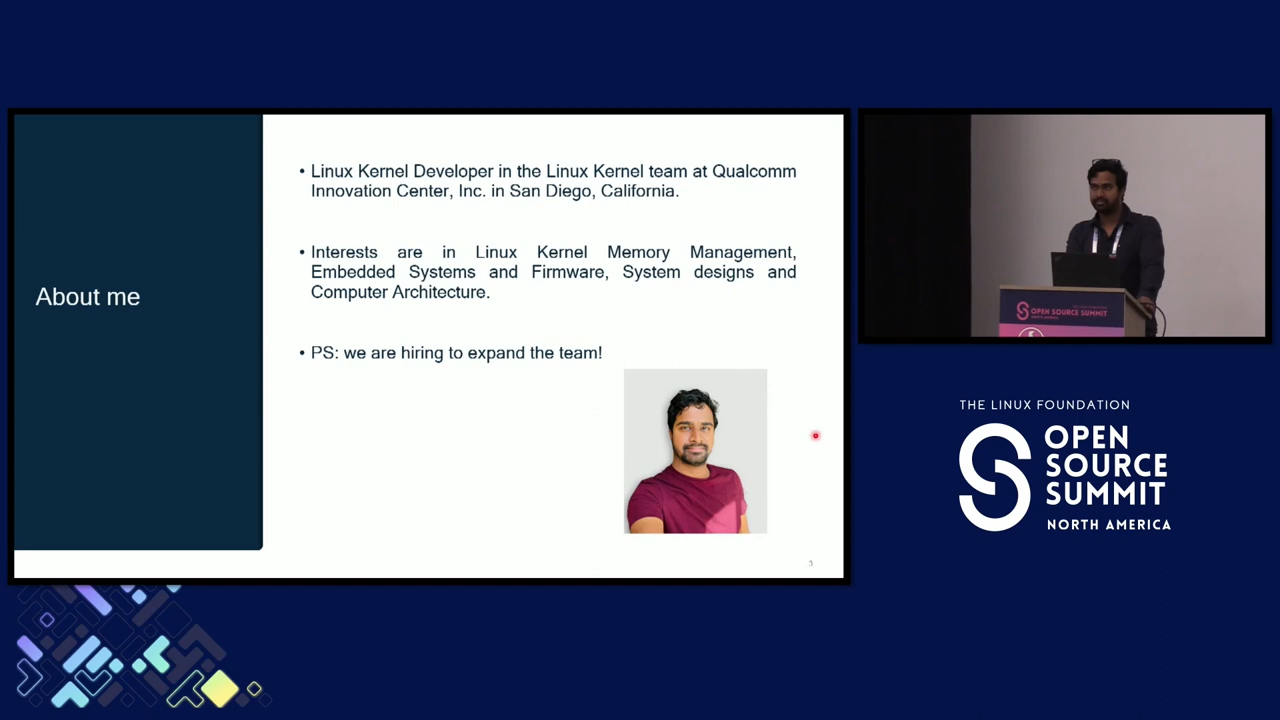 About me
• Linux Kernel Developer in the Linux Kernel team at Qualcomm
Innovation Center, Inc. in San Diego, California.
• Interests are in Linux Kernel Memory Management,
Embedded Systems and Firmware, System designs and
Computer Architecture.
• PS: we are hiring to expand the team!
3
OPEN SOURCE SUMMIT
THE LINUX FOUNDATION
OPEN
SOURCE
SUMMIT
NORTH AMERICA